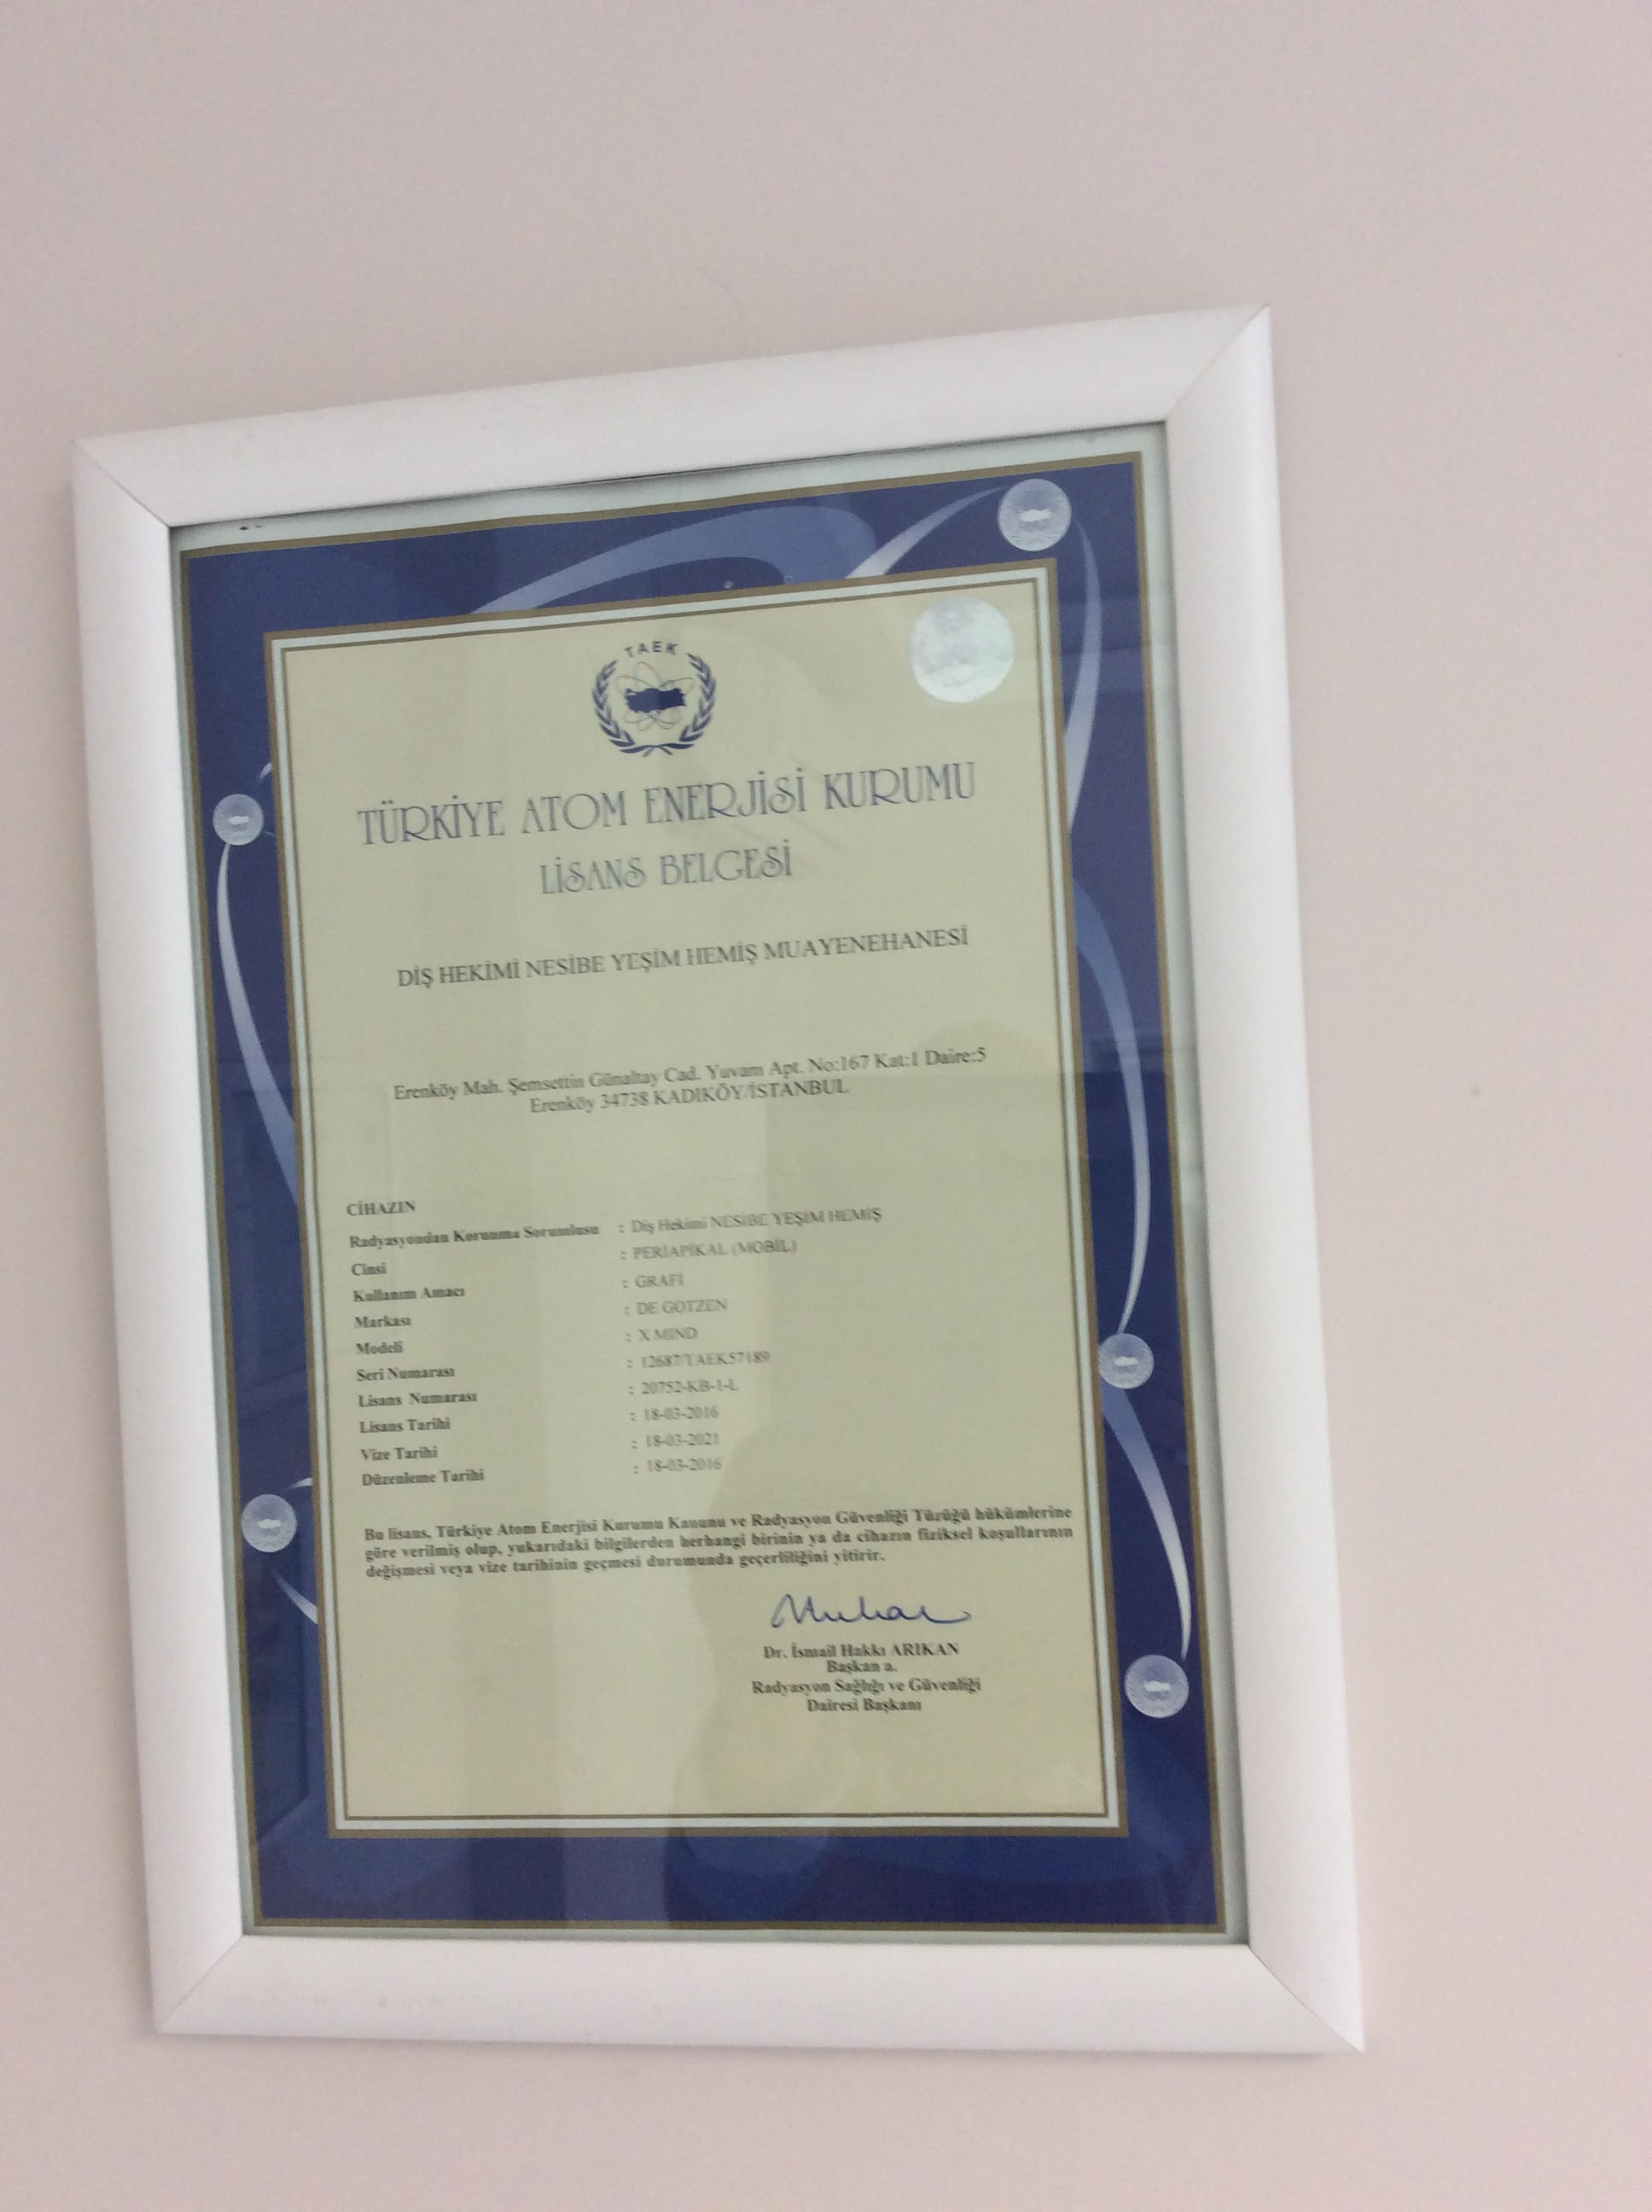 TAEK
TÜRKİYE ATOM ENERJİSİ KURUMU
LİSANS BELGESİ
DİŞ HEKİMİ NESİBE YEŞİM HEMİŞ MUAYENEHANESİ
Erenköy Mah. Şemsettin Günaltay Cad. Yuvam Apt. No:167 Kat:1 Daire:5
Erenköy 34738 KADIKÖY/İSTANBUL
CİHAZIN
Radyasyondan Korunma Sorumlusu : Diş Hekimi NESİBE YEŞİM HEMİŞ
Cinsi : PERİAPİKAL (MOBİL)
Kullanım Amacı : GRAFİ
Markası : DE GOTZEN
Modeli : X MIND
Seri Numarası : 12687/TAEK57189
Lisans Numarası : 20752-KB-1-L
Lisans Tarihi : 18-03-2016
Vize Tarihi : 18-03-2021
Düzenleme Tarihi : 18-03-2016
Bu lisans, Türkiye Atom Enerjisi Kurumu Kanunu ve Radyasyon Güvenliği Tüzüğü hükümlerine
göre verilmiş olup, yukarıdaki bilgilerden herhangi birinin ya da cihazın fiziksel koşullarının
değişmesi veya vize tarihinin geçmesi durumunda geçerliliğini yitirir.
Dr. İsmail Hakkı ARIKAN
Başkan a.
Radyasyon Sağlığı ve Güvenliği
Dairesi Başkanı